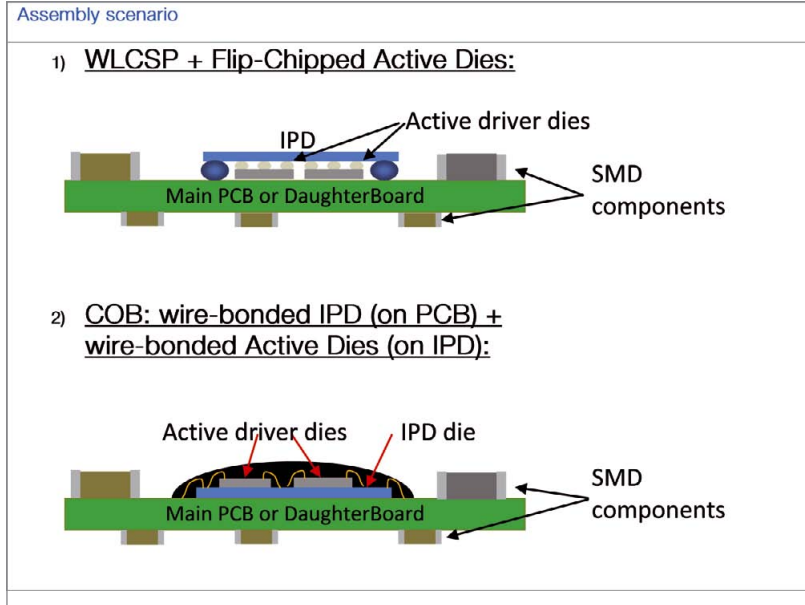 Assembly scenario
1) WLCSP + Flip-Chipped Active Dies:
IPD
Active driver dies
Main PCB or DaughterBoard
SMD
components
2) COB: wire-bonded IPD (on PCB) +
wire-bonded Active Dies (on IPD):
Active driver dies
IPD die
Main PCB or DaughterBoard
SMD
components